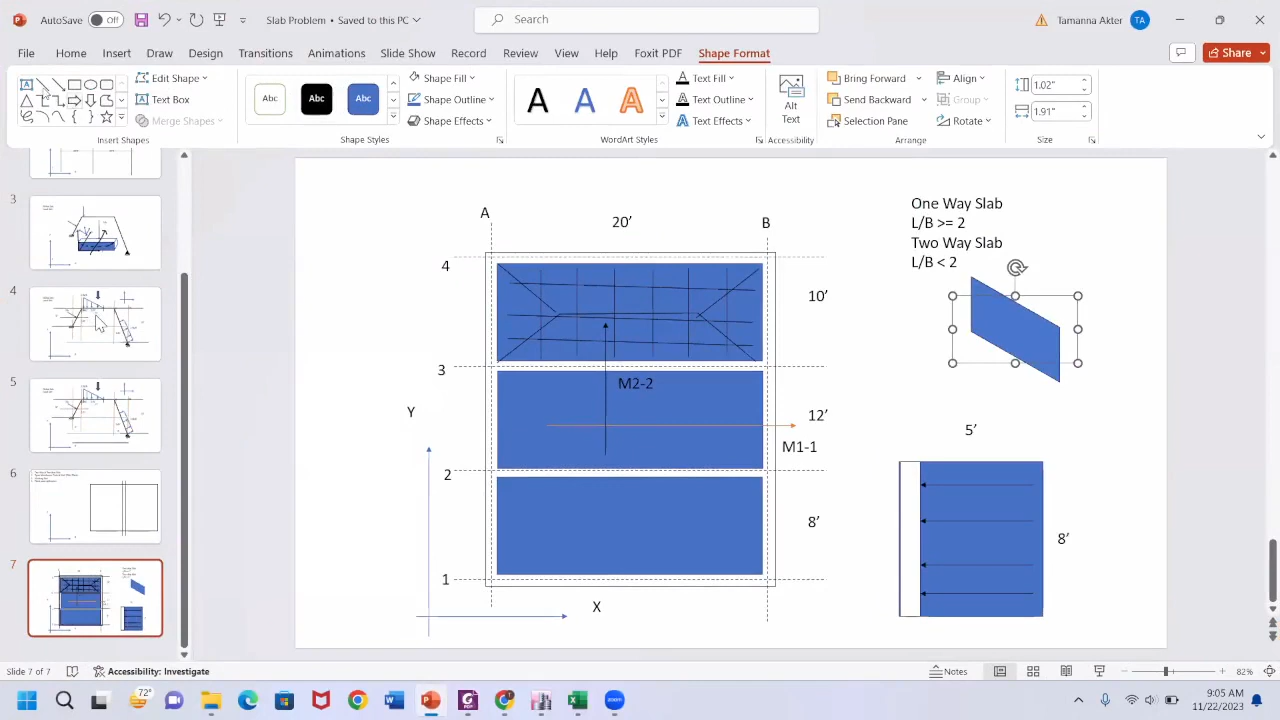 AutoSave Off Slab Problem • Saved to this PC Search Tamanna Akter TA
File Home Insert Draw Design Transitions Animations Slide Show Record Review View Help Foxit PDF Shape Format Share
Edit Shape Shape Fill Text Fill Bring Forward Align 1.02"
Text Box Abc Abc Abc Shape Outline A A A Text Outline Alt Text Send Backward Group
Merge Shapes Shape Effects Text Effects Selection Pane Rotate 1.91"
Insert Shapes Shape Styles WordArt Styles Accessibility Arrange Size
3
4
5
6
7
A 20' B
4 10'
3
M2-2
Y 12'
M1-1
2
8'
1
X
One Way Slab
L/B >= 2
Two Way Slab
L/B < 2
5'
8'
Slide 7 of 7 Accessibility: Investigate Notes 82%
72°
zoom
9:05 AM
11/22/2023